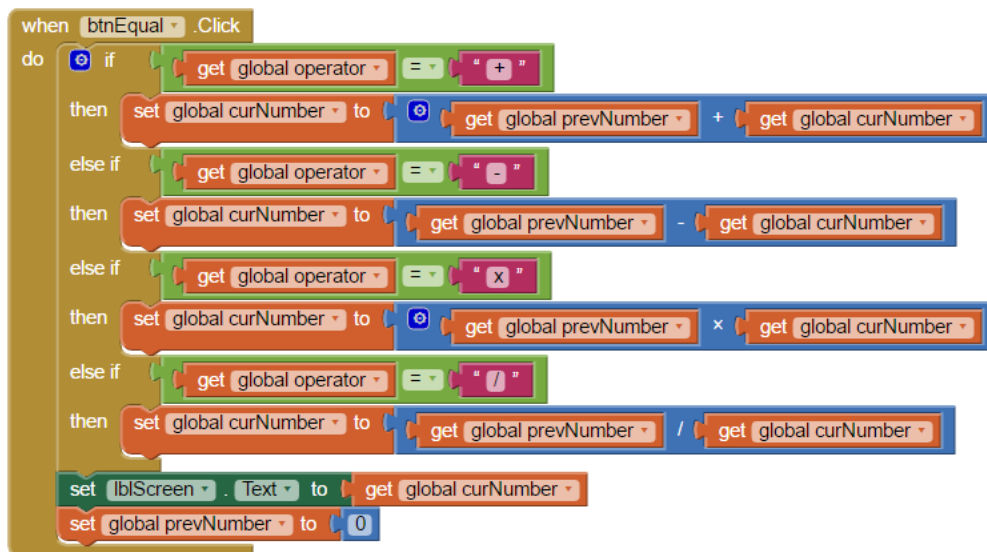 when btnEqual .Click
do if get global operator = " + "
then set global curNumber to get global prevNumber + get global curNumber
else if get global operator = " - "
then set global curNumber to get global prevNumber - get global curNumber
else if get global operator = " x "
then set global curNumber to get global prevNumber × get global curNumber
else if get global operator = " / "
then set global curNumber to get global prevNumber / get global curNumber
set lblScreen . Text to get global curNumber
set global prevNumber to 0